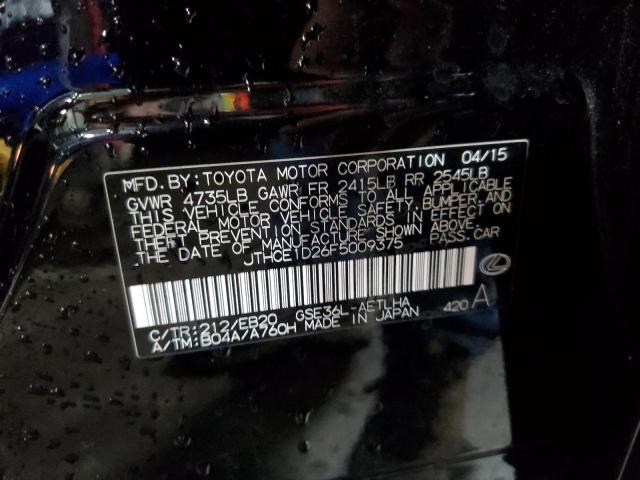 MFD.BY:TOYOTA MOTOR CORPORATION 04/15
GVWR 4735LB GAWR FR 2415LB RR 2545LB
THIS VEHICLE CONFORMS TO ALL APPLICABLE
FEDERAL MOTOR VEHICLE SAFETY,BUMPER,AND
THEFT PREVENTION STANDARDS IN EFFECT ON
THE DATE OF MANUFACTURE SHOWN ABOVE.
JTHCE1D26F5009375 PASS CAR
C/TR:212/EB20 GSE36L-AETLHA 420 A
A/TM:B04A/A760H MADE IN JAPAN